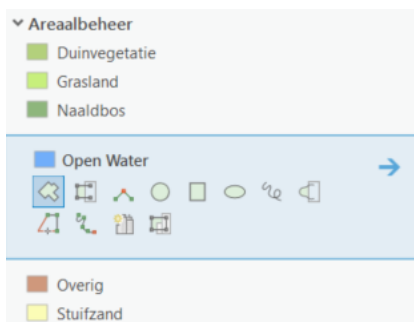 Areaalbeheer
Duinvegetatie
Grasland
Naaldbos
Open Water
Overig
Stuifzand